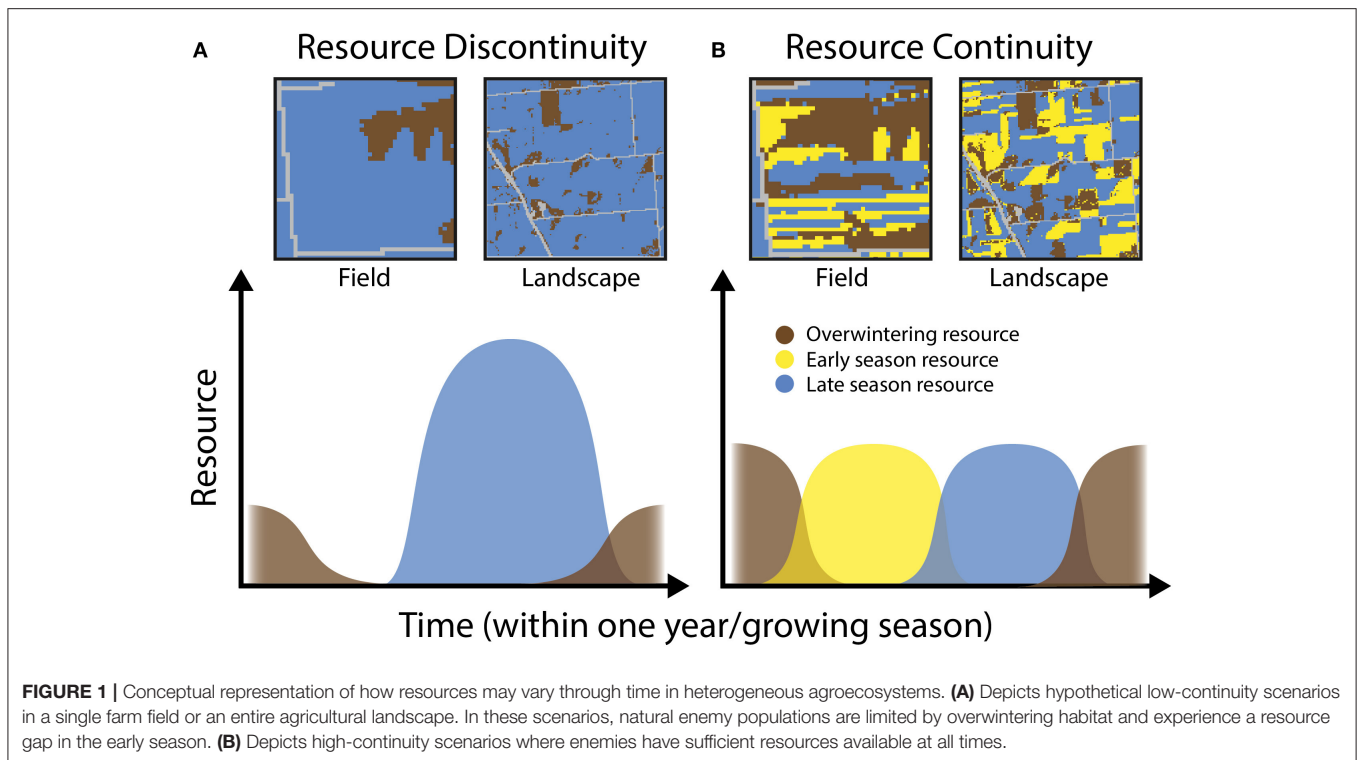 A
Resource Discontinuity
B
Resource Continuity
Field
Landscape
Field
Landscape
Overwintering resource
Early season resource
Late season resource
Resource
Time (within one year/growing season)
FIGURE 1 | Conceptual representation of how resources may vary through time in heterogeneous agroecosystems. (A) Depicts hypothetical low-continuity scenarios
in a single farm field or an entire agricultural landscape. In these scenarios, natural enemy populations are limited by overwintering habitat and experience a resource
gap in the early season. (B) Depicts high-continuity scenarios where enemies have sufficient resources available at all times.